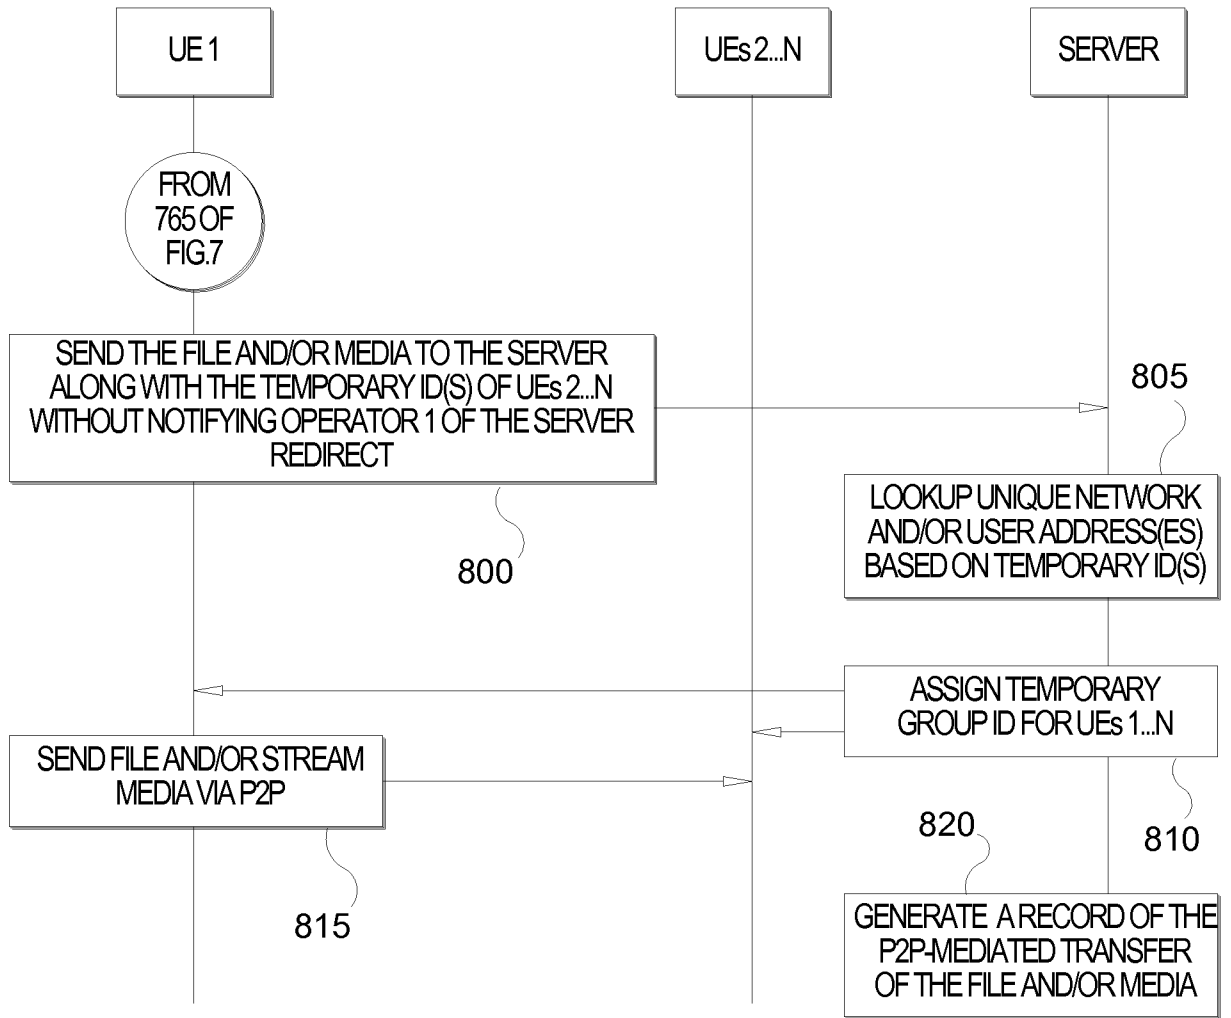 UE 1
UEs 2...N
SERVER
FROM
765 OF
FIG.7
SEND THE FILE AND/OR MEDIA TO THE SERVER
ALONG WITH THE TEMPORARY ID(S) OF UEs 2...N
WITHOUT NOTIFYING OPERATOR 1 OF THE SERVER
REDIRECT
800
805
LOOKUP UNIQUE NETWORK
AND/OR USER ADDRESS(ES)
BASED ON TEMPORARY ID(S)
ASSIGN TEMPORARY
GROUP ID FOR UEs 1...N
810
SEND FILE AND/OR STREAM
MEDIA VIA P2P
815
820
GENERATE A RECORD OF THE
P2P-MEDIATED TRANSFER
OF THE FILE AND/OR MEDIA